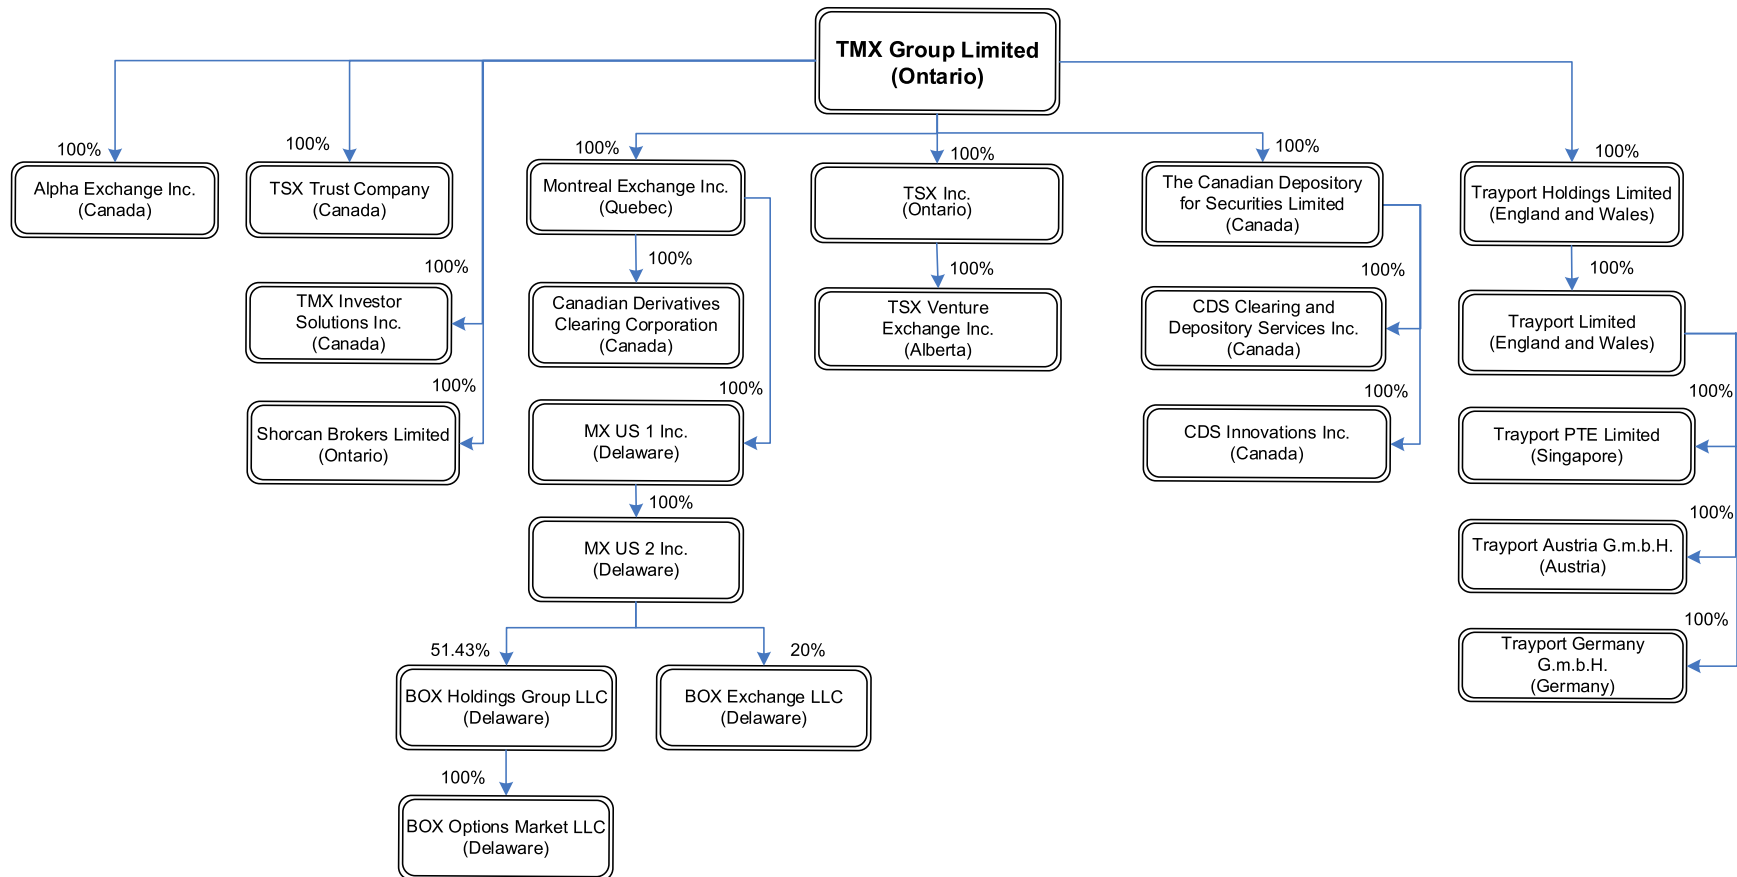 TMX Group Limited
(Ontario)
100%
100%
100%
100%
100%
100%
Alpha Exchange Inc.
(Canada)
TSX Trust Company
(Canada)
Montreal Exchange Inc.
(Quebec)
TSX Inc.
(Ontario)
The Canadian Depository
for Securities Limited
(Canada)
Trayport Holdings Limited
(England and Wales)
100%
100%
100%
100%
100%
TMX Investor
Solutions Inc.
(Canada)
Canadian Derivatives
Clearing Corporation
(Canada)
TSX Venture
Exchange Inc.
(Alberta)
CDS Clearing and
Depository Services Inc.
(Canada)
Trayport Limited
(England and Wales)
100%
100%
100%
100%
Shorcan Brokers Limited
(Ontario)
MX US 1 Inc.
(Delaware)
CDS Innovations Inc.
(Canada)
Trayport PTE Limited
(Singapore)
100%
100%
MX US 2 Inc.
(Delaware)
Trayport Austria G.m.b.H.
(Austria)
51.43%
20%
100%
BOX Holdings Group LLC
(Delaware)
BOX Exchange LLC
(Delaware)
Trayport Germany
G.m.b.H.
(Germany)
100%
BOX Options Market LLC
(Delaware)